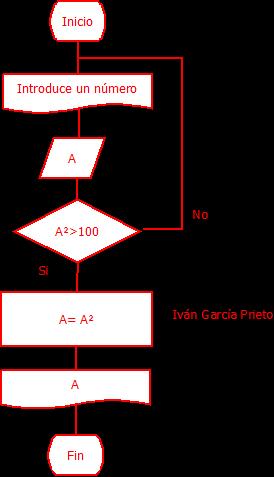 Inicio
Introduce un número
A
No
A²>100
Si
A= A²
Iván García Prieto
A
Fin